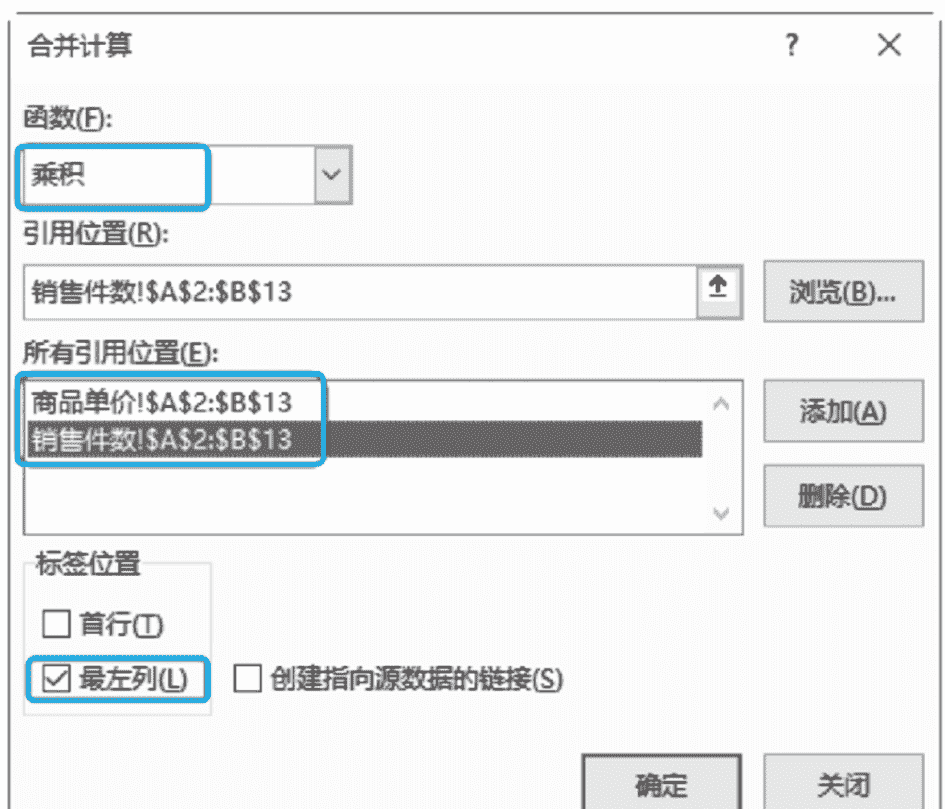 合并计算 ?
函数(F):
乘积
引用位置(R):
销售件数!$A$2:$B$13
浏览(B)...
所有引用位置(E):
商品单价!$A$2:$B$13
销售件数!$A$2:$B$13
添加(A)
删除(D)
标签位置
首行(T)
最左列(L) 创建指向源数据的链接(S)
确定 关闭